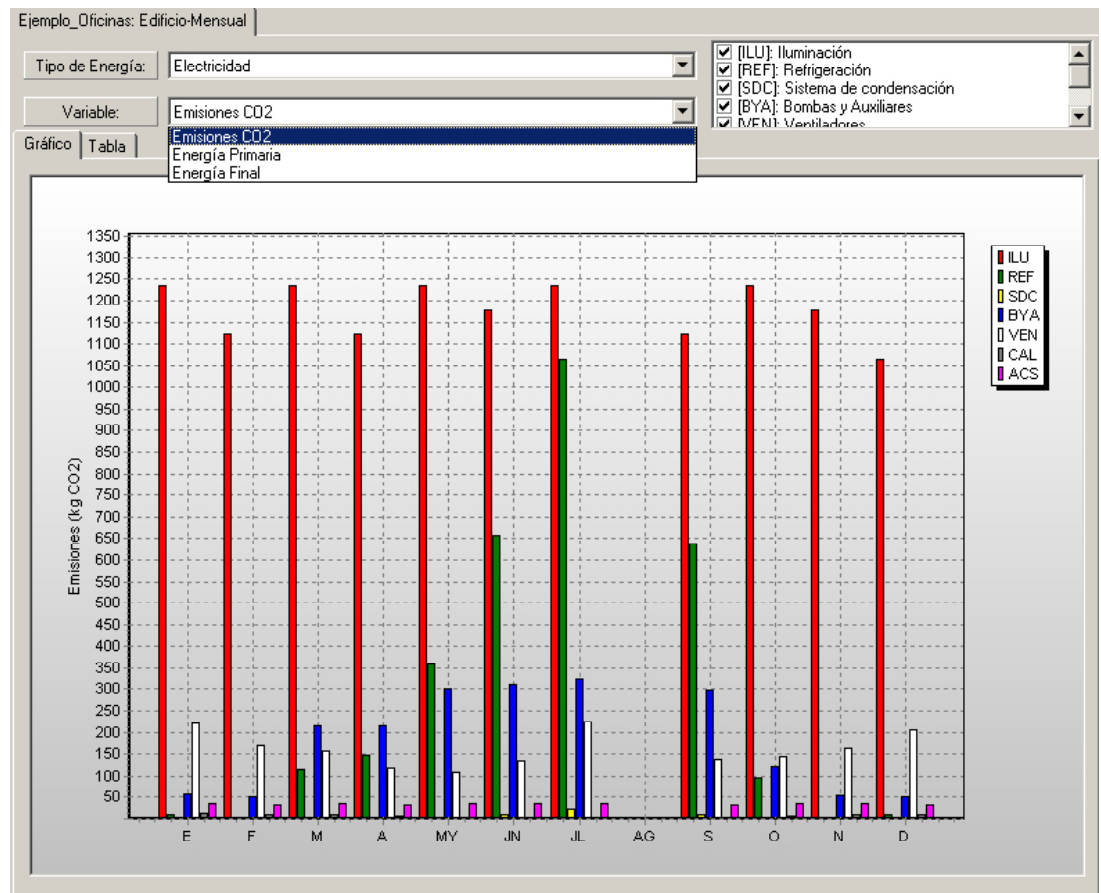 Ejemplo_Oficinas: Edificio-Mensual
Tipo de Energía: Electricidad
[ILU]: Iluminación
[REF]: Refrigeración
[SDC]: Sistema de condensación
[BYA]: Bombas y Auxiliares
[VEN]: Ventiladores
Variable: Emisiones CO2
Emisiones CO2
Energía Primaria
Energía Final
Gráfico Tabla
1350
1300
1250
1200
1150
1100
1050
1000
950
900
850
800
750
700
650
600
550
500
450
400
350
300
250
200
150
100
50
Emisiones (kg CO2)
E F M A MY JN JL AG S O N D
ILU
REF
SDC
BYA
VEN
CAL
ACS